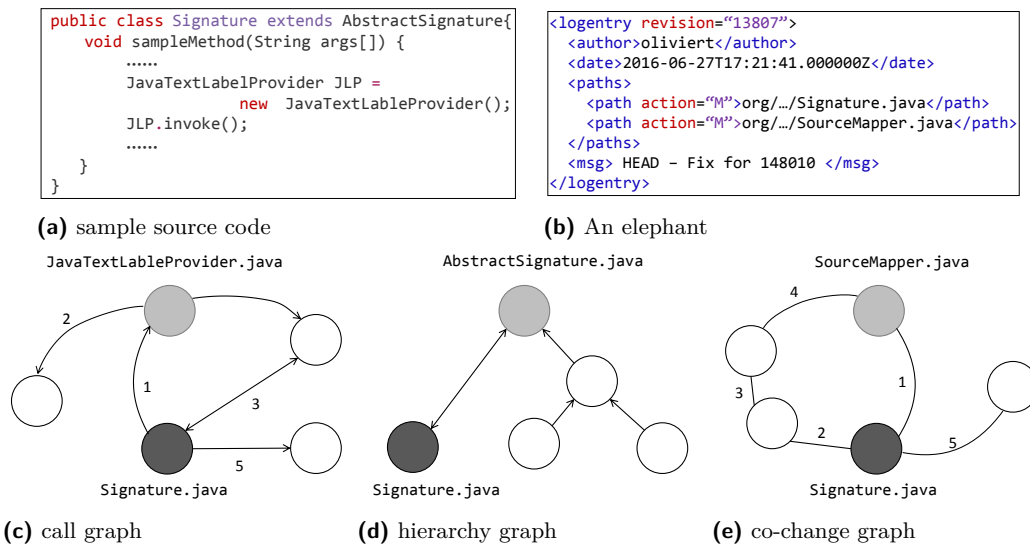 public class Signature extends AbstractSignature{
void sampleMethod(String args[]) {
……
JavaTextLabelProvider JLP =
new JavaTextLableProvider();
JLP.invoke();
……
}
}
(a) sample source code
<logentry revision=“13807”>
<author>oliviert</author>
<date>2016-06-27T17:21:41.000000Z</date>
<paths>
<path action=“M”>org/…/Signature.java</path>
<path action=“M”>org/…/SourceMapper.java</path>
</paths>
<msg> HEAD – Fix for 148010 </msg>
</logentry>
(b) An elephant
JavaTextLableProvider.java
2
1
3
5
Signature.java
(c) call graph
AbstractSignature.java
Signature.java
(d) hierarchy graph
SourceMapper.java
4
1
3
2
5
Signature.java
(e) co-change graph